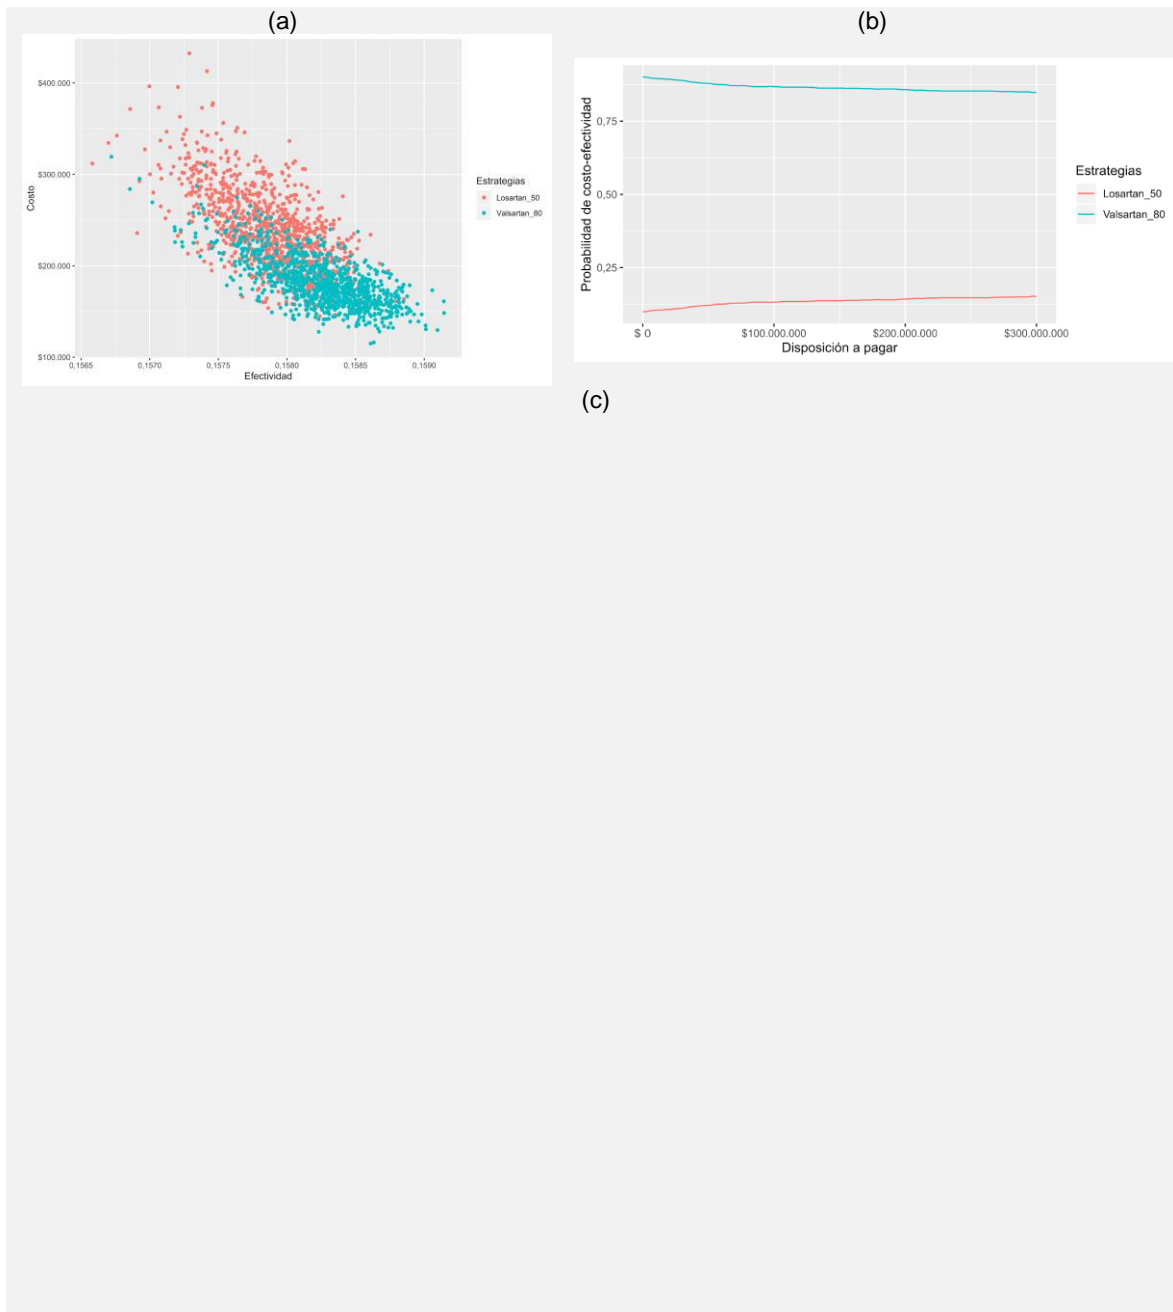 (a)
$400.000
$300.000
$200.000
$100.000
Costo
0,1565 0,1570 0,1575 0,1580 0,1585 0,1590
Efectividad
Estrategias
Losartan_50
Valsartan_80
(b)
0,75
0,50
0,25
Probabilidad de costo-efectividad
$ 0 $100.000.000 $200.000.000 $300.000.000
Disposición a pagar
Estrategias
Losartan_50
Valsartan_80
(c)